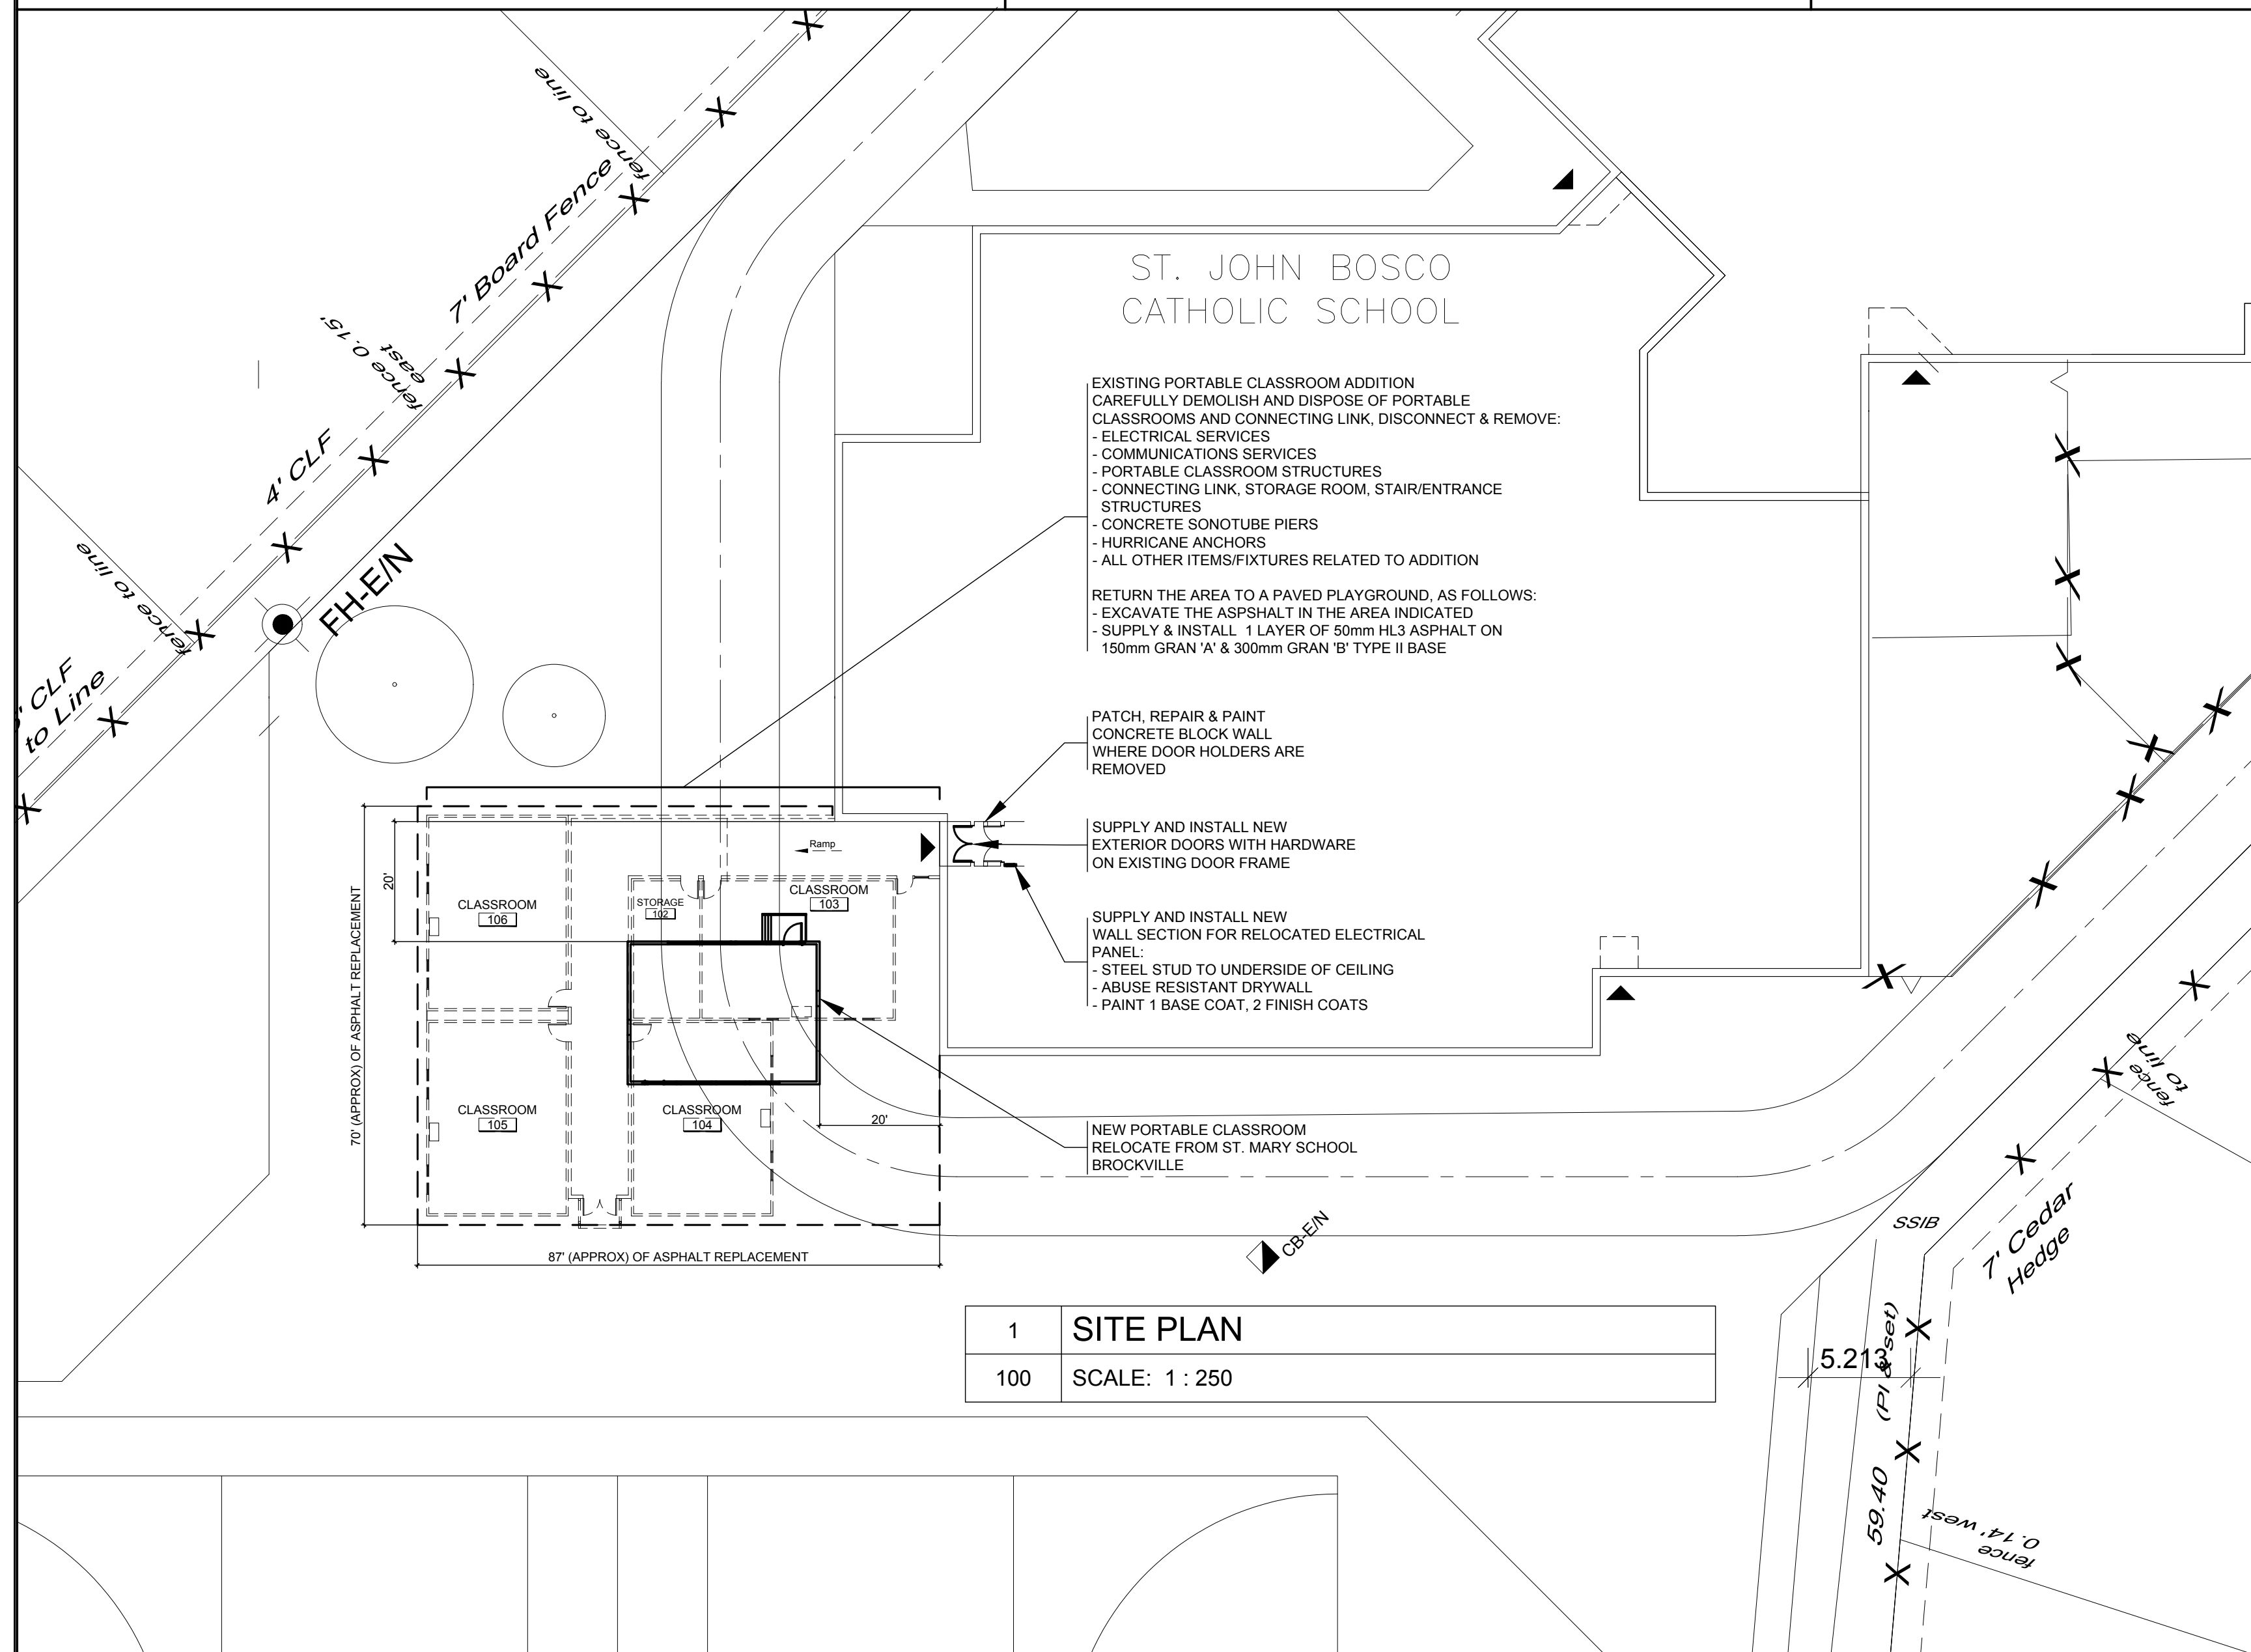 fence to line
7' Board Fence
fence 0.15'
east
4' CLF
fence to line
FH-E/N
' CLF
to Line
ST. JOHN BOSCO
CATHOLIC SCHOOL
EXISTING PORTABLE CLASSROOM ADDITION
CAREFULLY DEMOLISH AND DISPOSE OF PORTABLE
CLASSROOMS AND CONNECTING LINK, DISCONNECT & REMOVE:
- ELECTRICAL SERVICES
- COMMUNICATIONS SERVICES
- PORTABLE CLASSROOM STRUCTURES
- CONNECTING LINK, STORAGE ROOM, STAIR/ENTRANCE
STRUCTURES
- CONCRETE SONOTUBE PIERS
- HURRICANE ANCHORS
- ALL OTHER ITEMS/FIXTURES RELATED TO ADDITION
RETURN THE AREA TO A PAVED PLAYGROUND, AS FOLLOWS:
- EXCAVATE THE ASPSHALT IN THE AREA INDICATED
- SUPPLY & INSTALL 1 LAYER OF 50mm HL3 ASPHALT ON
150mm GRAN 'A' & 300mm GRAN 'B' TYPE II BASE
PATCH, REPAIR & PAINT
CONCRETE BLOCK WALL
WHERE DOOR HOLDERS ARE
REMOVED
SUPPLY AND INSTALL NEW
EXTERIOR DOORS WITH HARDWARE
ON EXISTING DOOR FRAME
SUPPLY AND INSTALL NEW
WALL SECTION FOR RELOCATED ELECTRICAL
PANEL:
- STEEL STUD TO UNDERSIDE OF CEILING
- ABUSE RESISTANT DRYWALL
- PAINT 1 BASE COAT, 2 FINISH COATS
NEW PORTABLE CLASSROOM
RELOCATE FROM ST. MARY SCHOOL
BROCKVILLE
Ramp
20'
CLASSROOM
106
STORAGE
102
CLASSROOM
103
CLASSROOM
105
CLASSROOM
104
20'
70' (APPROX) OF ASPHALT REPLACEMENT
87' (APPROX) OF ASPHALT REPLACEMENT
CB-E/N
fence
to line
SSIB
7' Cedar
Hedge
1
SITE PLAN
100
SCALE: 1 : 250
5.213
(PI & set)
59.40
fence
0.14' west